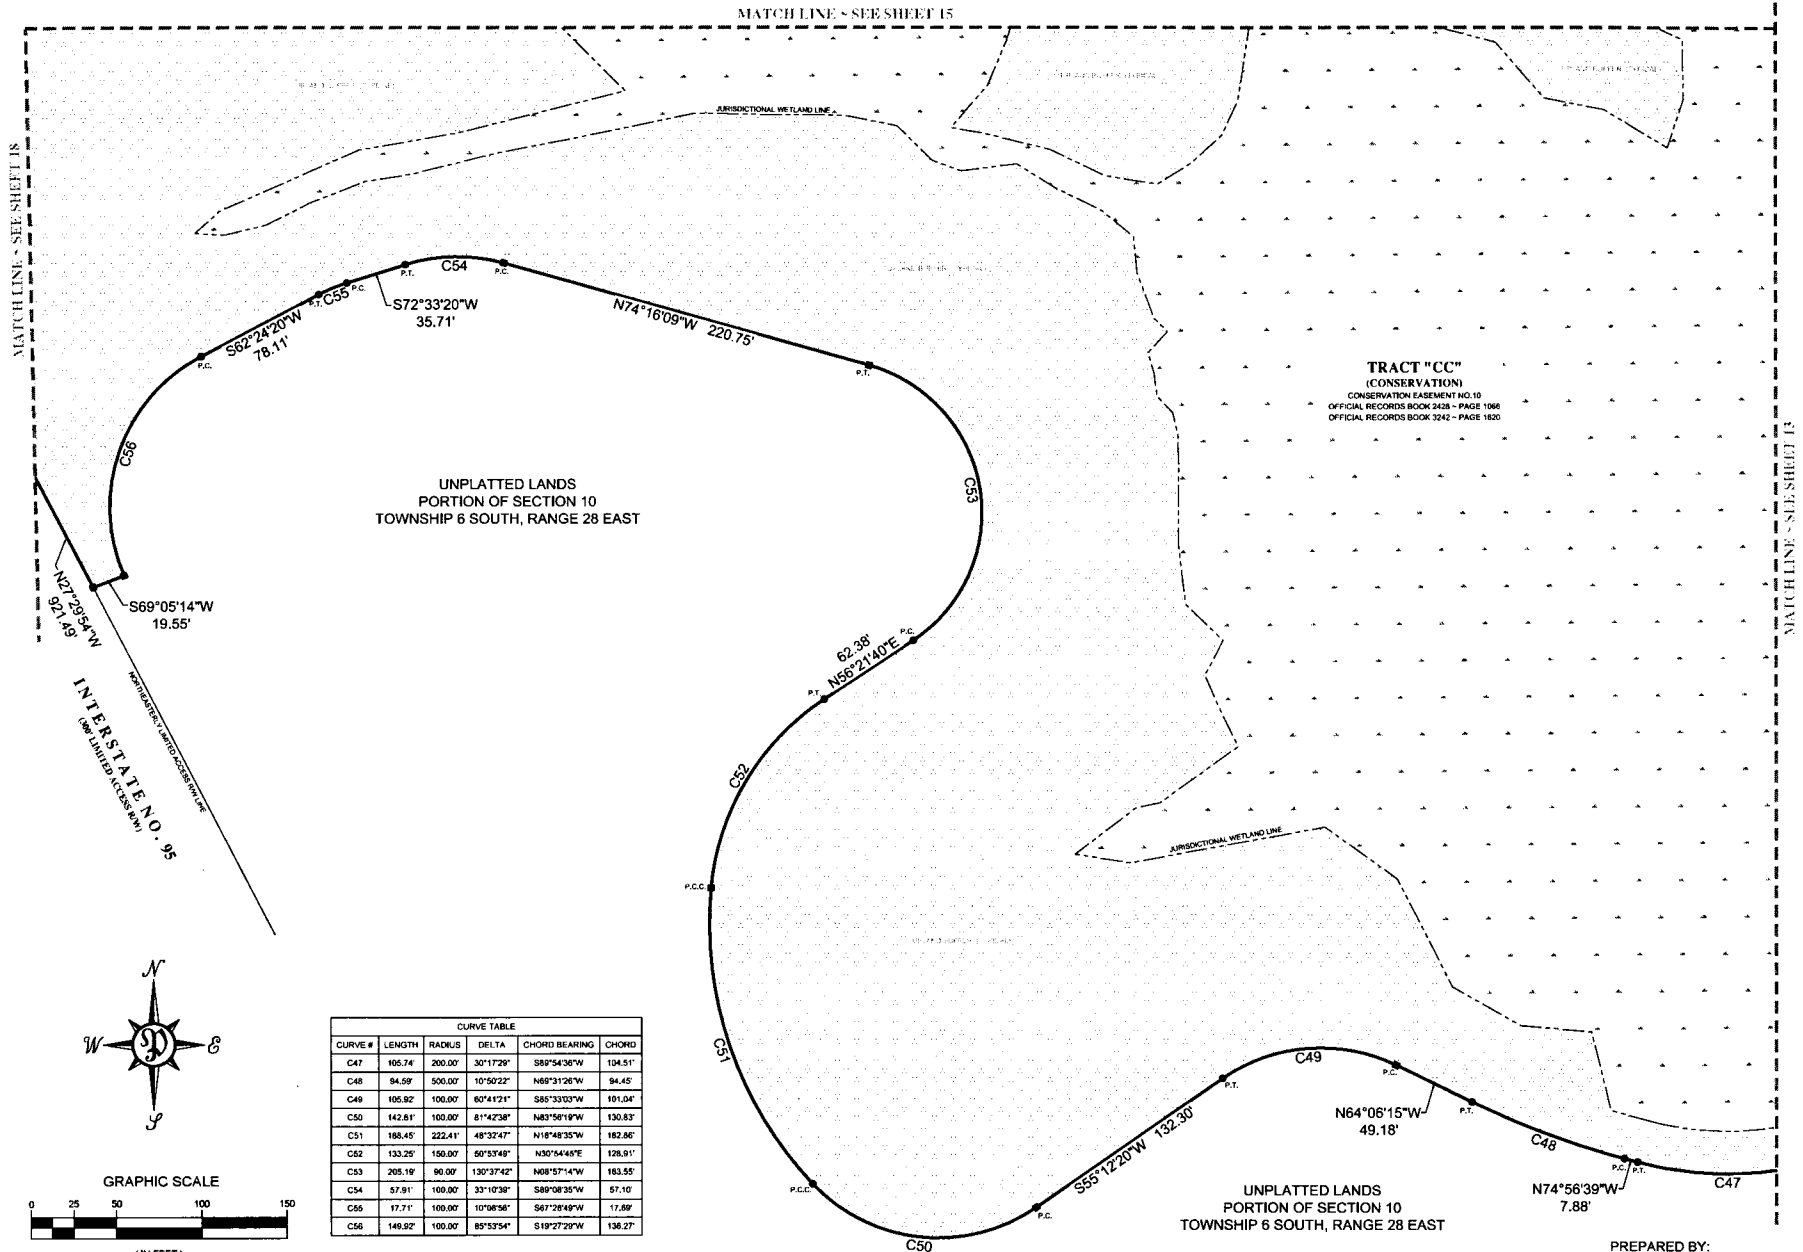 MATCH LINE ~ SEE SHEET 15
MATCH LINE ~ SEE SHEET 18
JURISDICTIONAL WETLAND LINE
P.T.
C54
P.C.
P.T.
C55
P.C.
S72°33'20"W
35.71'
N74°16'09"W 220.75'
S62°24'20"W
78.11'
P.C.
P.T.
TRACT "CC"
(CONSERVATION)
CONSERVATION EASEMENT NO.10
OFFICIAL RECORDS BOOK 2428 ~ PAGE 1066
OFFICIAL RECORDS BOOK 3242 ~ PAGE 1620
MATCH LINE ~ SEE SHEET 13
C56
C53
UNPLATTED LANDS
PORTION OF SECTION 10
TOWNSHIP 6 SOUTH, RANGE 28 EAST
N27°29'54"W
921.49'
S69°05'14"W
19.55'
P.C.
62.38'
N56°21'40"E
P.T.
NORTHEASTERLY LIMITED ACCESS R/W LINE
INTERSTATE NO. 95
(300' LIMITED ACCESS R/W)
C52
JURISDICTIONAL WETLAND LINE
P.C.C.
N
W
E
S
CURVE TABLE
CURVE # LENGTH RADIUS DELTA CHORD BEARING CHORD
C47 105.74' 200.00' 30°17'29" S89°54'36"W 104.51'
C48 94.59' 500.00' 10°50'22" N69°31'26"W 94.45'
C49 105.92' 100.00' 60°41'21" S85°33'03"W 101.04'
C50 142.61' 100.00' 81°42'38" N83°56'19"W 130.83'
C51 188.45' 222.41' 48°32'47" N18°48'35"W 182.86'
C52 133.25' 150.00' 50°53'49" N30°54'45"E 128.91'
C53 205.19' 90.00' 130°37'42" N08°57'14"W 163.55'
C54 57.91' 100.00' 33°10'39" S89°08'35"W 57.10'
C55 17.71' 100.00' 10°08'56" S67°28'49"W 17.69'
C56 149.92' 100.00' 85°53'54" S19°27'29"W 136.27'
C51
C49
P.C.
P.T.
N64°06'15"W
49.18'
P.T.
C48
P.C.
P.T.
C47
N74°56'39"W
7.88'
S55°12'20"W 132.30'
P.C.C.
P.C.
C50
UNPLATTED LANDS
PORTION OF SECTION 10
TOWNSHIP 6 SOUTH, RANGE 28 EAST
GRAPHIC SCALE
0 25 50 100 150
PREPARED BY: